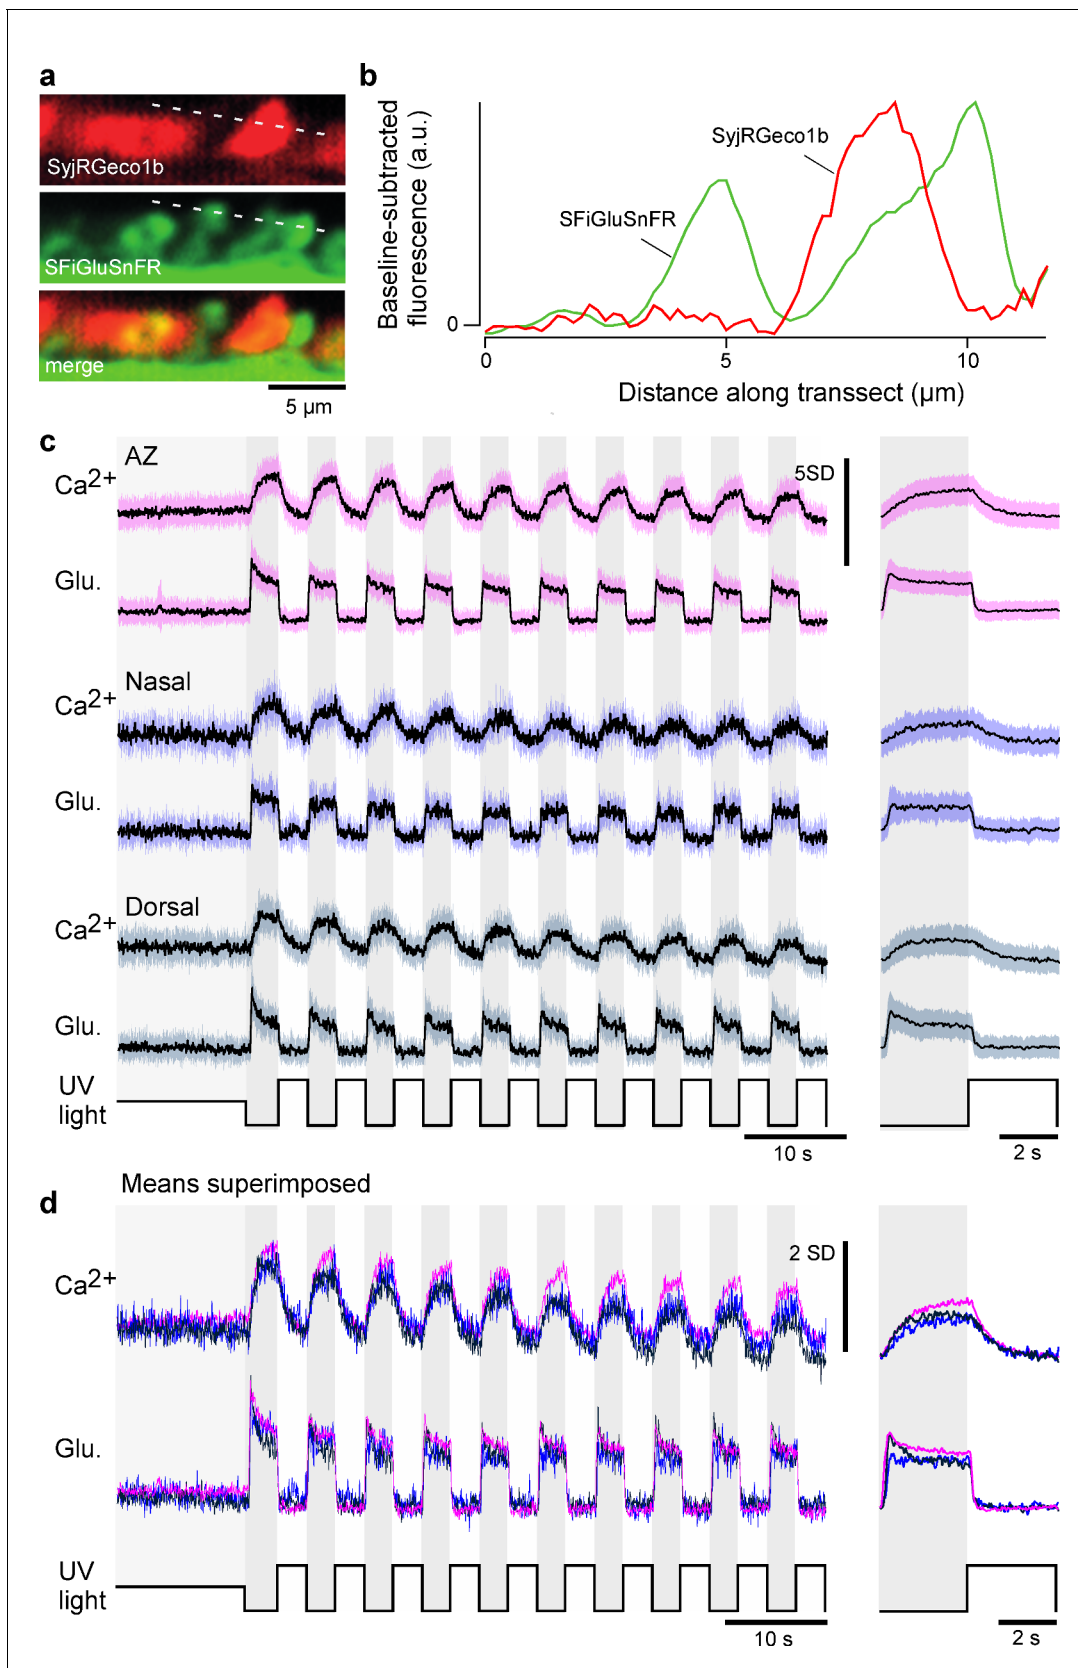 a
SyjRGeco1b
SFiGluSnFR
merge
5 µm
b
Baseline-subtracted
fluorescence (a.u.)
SyjRGeco1b
SFiGluSnFR
0
0
5
10
Distance along transsect (µm)
c
AZ
Ca2+
5SD
Glu.
Nasal
Ca2+
Glu.
Dorsal
Ca2+
Glu.
UV
light
10 s
2 s
Means superimposed
d
Ca2+
2 SD
Glu.
UV
light
10 s
2 s